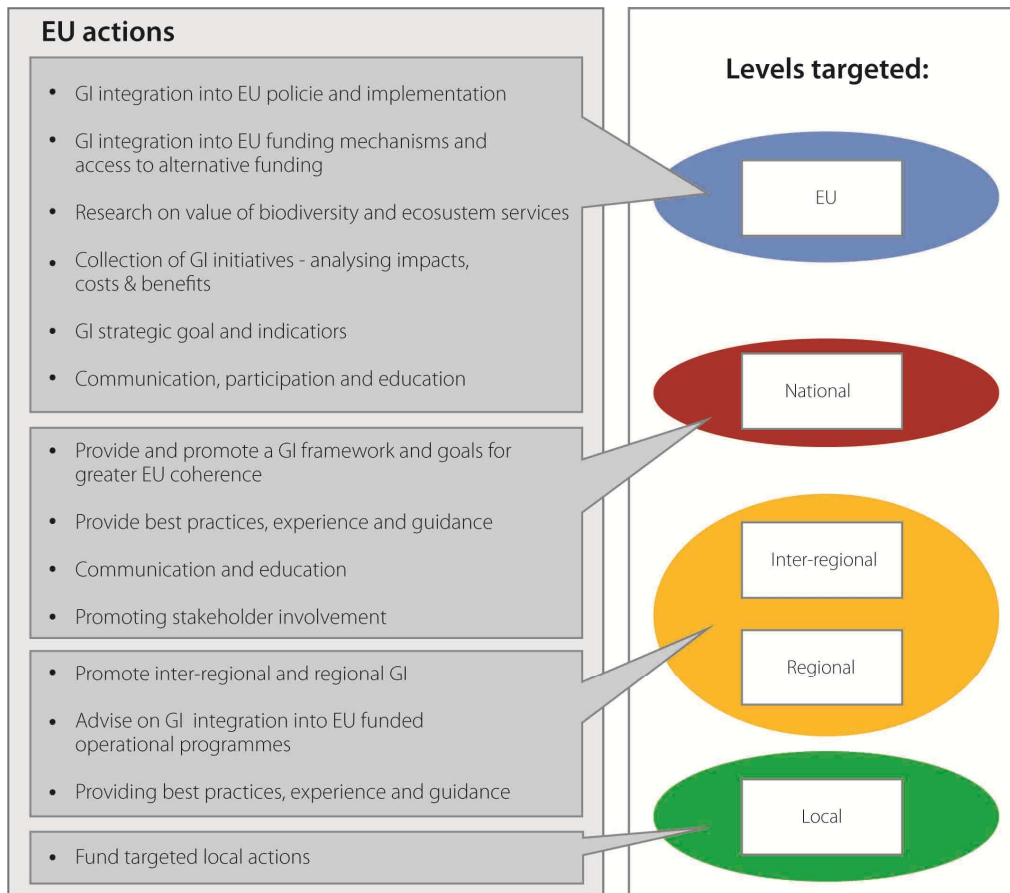 EU actions
• GI integration into EU policie and implementation
• GI integration into EU funding mechanisms and
access to alternative funding
• Research on value of biodiversity and ecosustem services
• Collection of GI initiatives - analysing impacts,
costs & benefits
• GI strategic goal and indicatiors
• Communication, participation and education
• Provide and promote a GI framework and goals for
greater EU coherence
• Provide best practices, experience and guidance
• Communication and education
• Promoting stakeholder involvement
• Promote inter-regional and regional GI
• Advise on GI integration into EU funded
operational programmes
• Providing best practices, experience and guidance
• Fund targeted local actions
Levels targeted:
EU
National
Inter-regional
Regional
Local